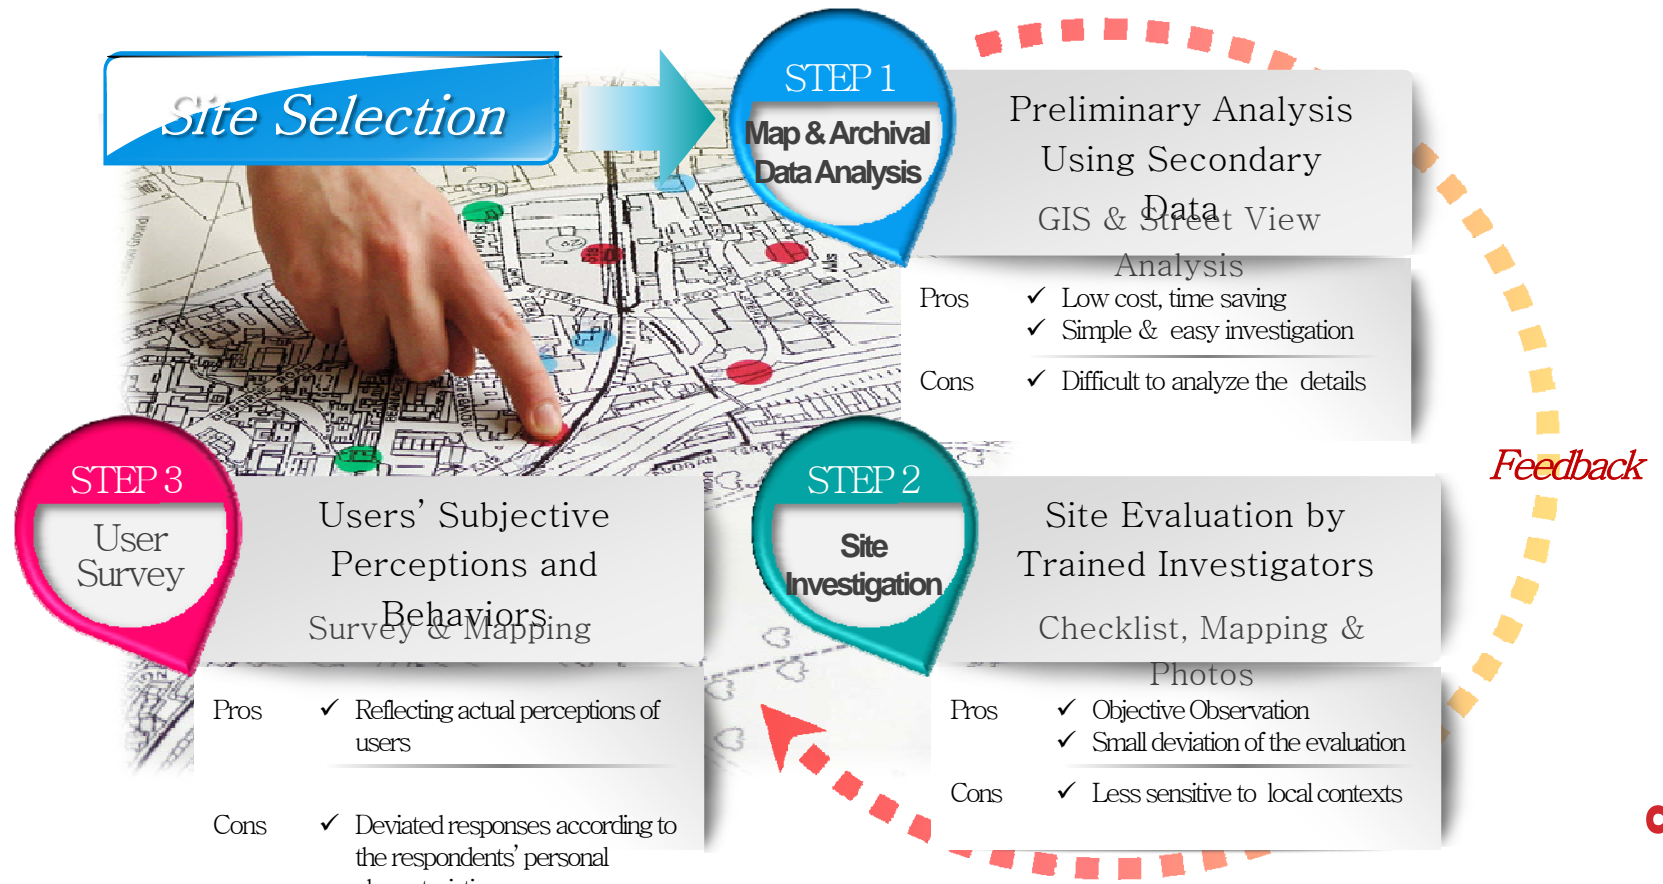 Site Selection
STEP 1
Map & Archival
Data Analysis
Preliminary Analysis
Using Secondary
Data
GIS & Street View
Analysis
Pros
✓ Low cost, time saving
✓ Simple & easy investigation
Cons
✓ Difficult to analyze the details
Feedback
STEP 2
Site
Investigation
Site Evaluation by
Trained Investigators
Checklist, Mapping &
Photos
Pros
✓ Objective Observation
✓ Small deviation of the evaluation
Cons
✓ Less sensitive to local contexts
STEP 3
User
Survey
Users’ Subjective
Perceptions and
Behaviors
Survey & Mapping
Pros
✓ Reflecting actual perceptions of
users
Cons
✓ Deviated responses according to
the respondents’ personal